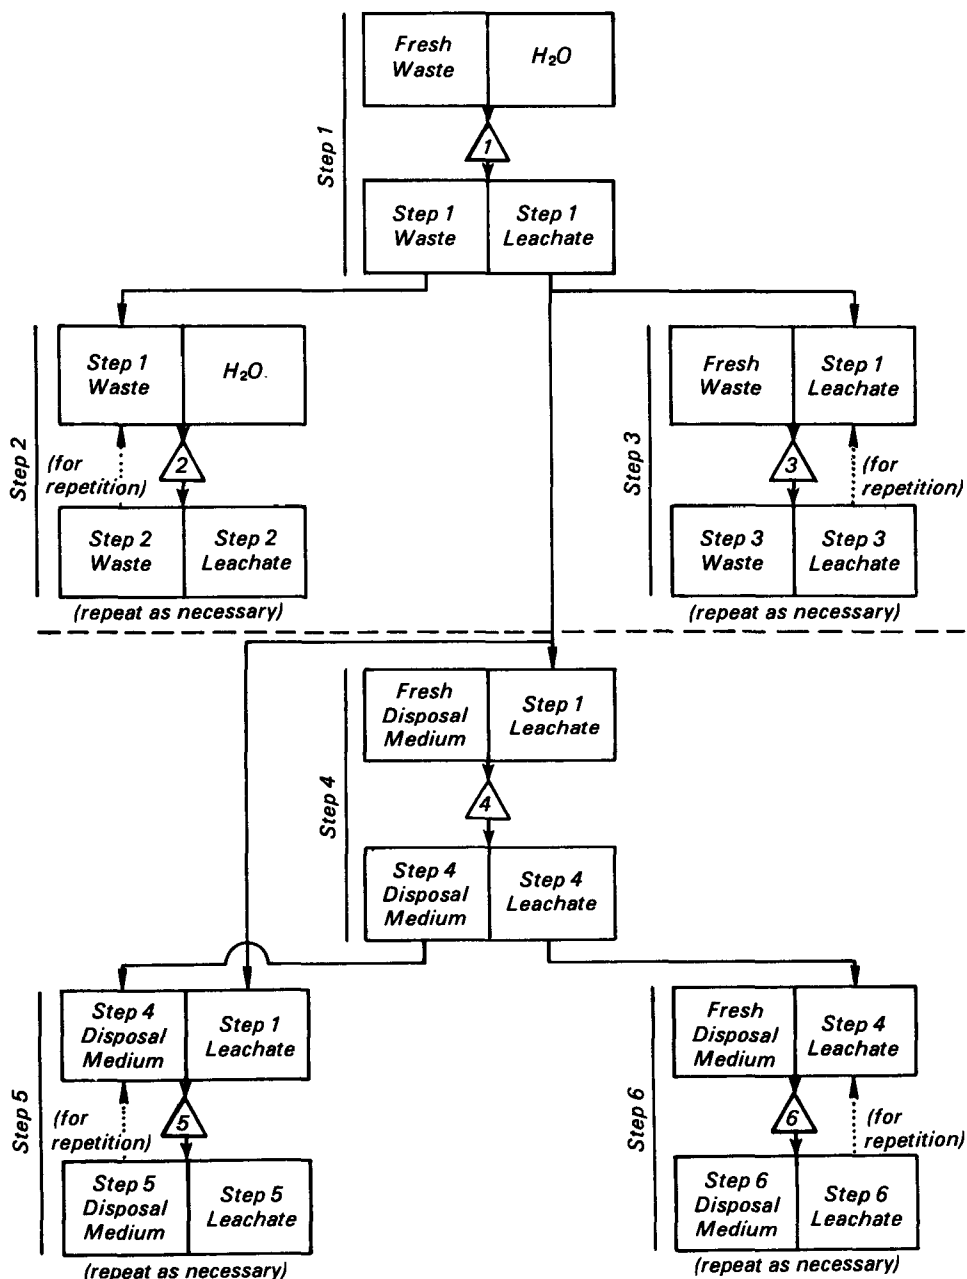 Fresh
Waste
H₂O
Step 1
1
Step 1
Waste
Step 1
Leachate
Step 1
Waste
H₂O.
Step 2
(for
repetition)
2
Step 2
Waste
Step 2
Leachate
(repeat as necessary)
Fresh
Waste
Step 1
Leachate
Step 3
3
(for
repetition)
Step 3
Waste
Step 3
Leachate
(repeat as necessary)
Fresh
Disposal
Medium
Step 1
Leachate
Step 4
4
Step 4
Disposal
Medium
Step 4
Leachate
Step 4
Disposal
Medium
Step 1
Leachate
Step 5
(for
repetition)
5
Step 5
Disposal
Medium
Step 5
Leachate
(repeat as necessary)
Fresh
Disposal
Medium
Step 4
Leachate
Step 6
6
(for
repetition)
Step 6
Disposal
Medium
Step 6
Leachate
(repeat as necessary)